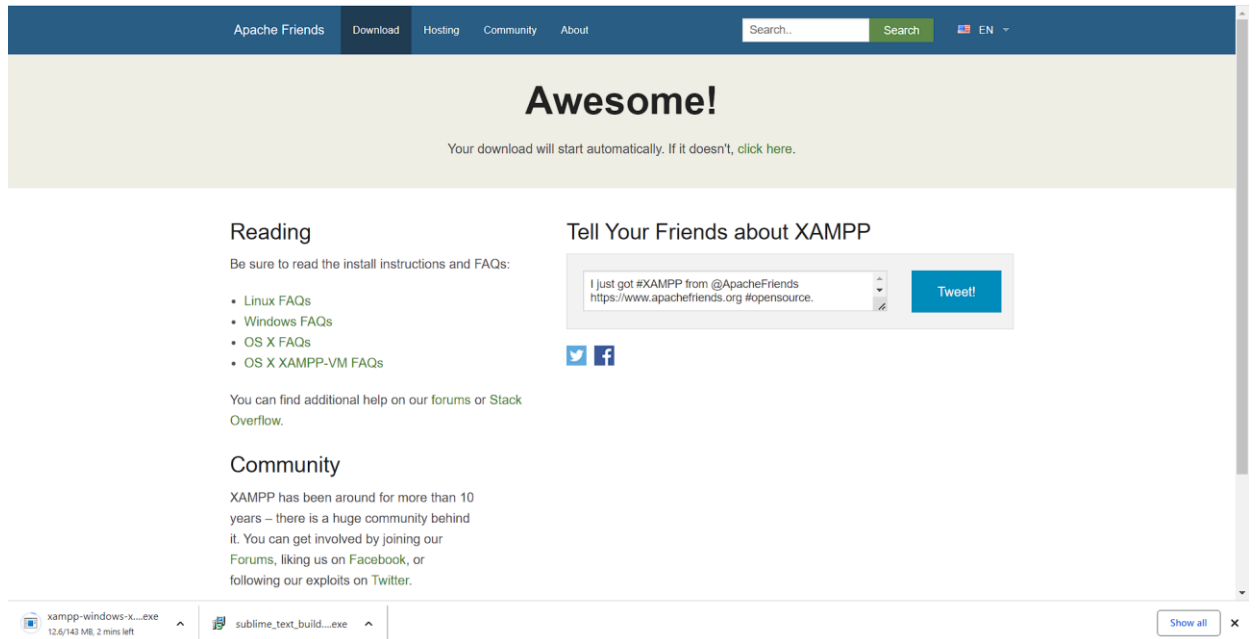 Apache Friends Download Hosting Community About Search.. Search EN
Awesome!
Your download will start automatically. If it doesn't, click here.
Reading
Be sure to read the install instructions and FAQs:
• Linux FAQs
• Windows FAQs
• OS X FAQs
• OS X XAMPP-VM FAQs
You can find additional help on our forums or Stack
Overflow.
Community
XAMPP has been around for more than 10
years – there is a huge community behind
it. You can get involved by joining our
Forums, liking us on Facebook, or
following our exploits on Twitter.
Tell Your Friends about XAMPP
I just got #XAMPP from @ApacheFriends
https://www.apachefriends.org #opensource.
Tweet!
xampp-windows-x....exe
12.6/143 MB, 2 mins left
sublime_text_build....exe
Show all